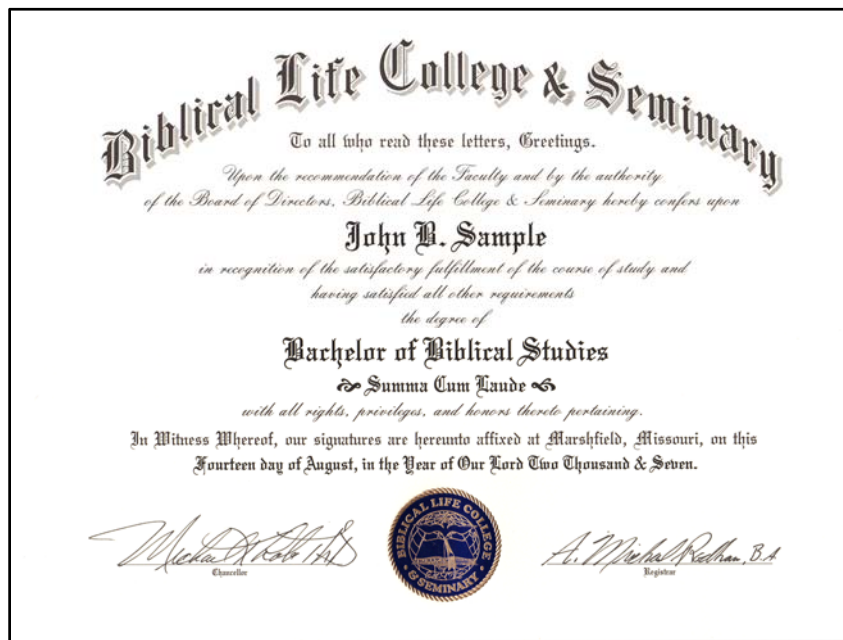 Biblical Life College & Seminary
To all who read these letters, Greetings.
Upon the recommendation of the Faculty and by the authority
of the Board of Directors, Biblical Life College & Seminary hereby confers upon
John B. Sample
in recognition of the satisfactory fulfillment of the course of study and
having satisfied all other requirements
the degree of
Bachelor of Biblical Studies
Summa Cum Laude
with all rights, privileges, and honors thereto pertaining.
In Witness Whereof, our signatures are hereunto affixed at Marshfield, Missouri, on this
Fourteen day of August, in the Year of Our Lord Two Thousand & Seven.
BIBLICAL LIFE COLLEGE
& SEMINARY
A. Michal B.A
Chancellor
Registrar